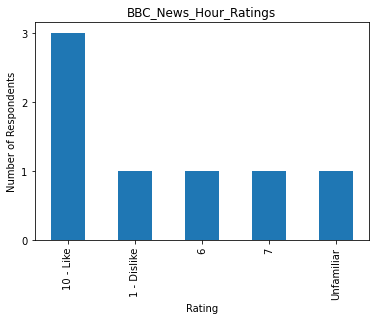 BBC_News_Hour_Ratings
Number of Respondents
3
2
1
0
10 - Like
1 - Dislike
6
7
Unfamiliar
Rating